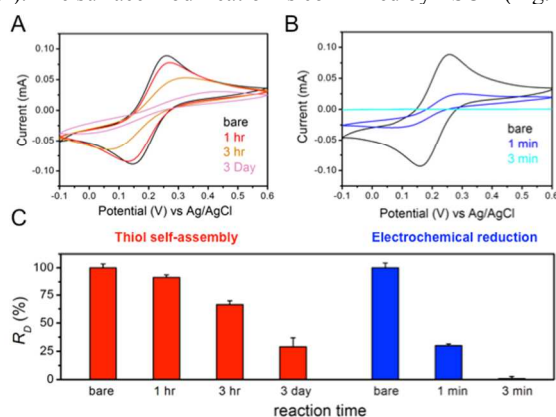 A
B
0.10
0.05
0.00
-0.05
-0.10
Current (mA)
bare
1 hr
3 hr
3 Day
-0.1 0.0 0.1 0.2 0.3 0.4 0.5 0.6
Potential (V) vs Ag/AgCl
0.10
0.05
0.00
-0.05
-0.10
Current (mA)
bare
1 min
3 min
-0.1 0.0 0.1 0.2 0.3 0.4 0.5 0.6
Potential (V) vs Ag/AgCl
C
Thiol self-assembly
Electrochemical reduction
100
75
50
25
0
R_D (%)
bare 1 hr 3 hr 3 day bare 1 min 3 min
reaction time